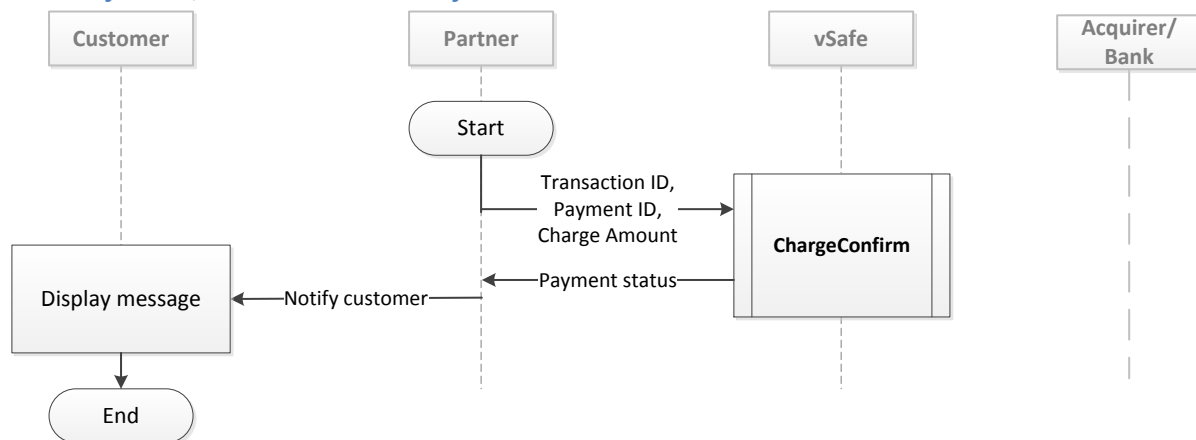 Customer
Partner
vSafe
Acquirer/
Bank
Start
Transaction ID,
Payment ID,
Charge Amount
ChargeConfirm
Payment status
Notify customer
Display message
End